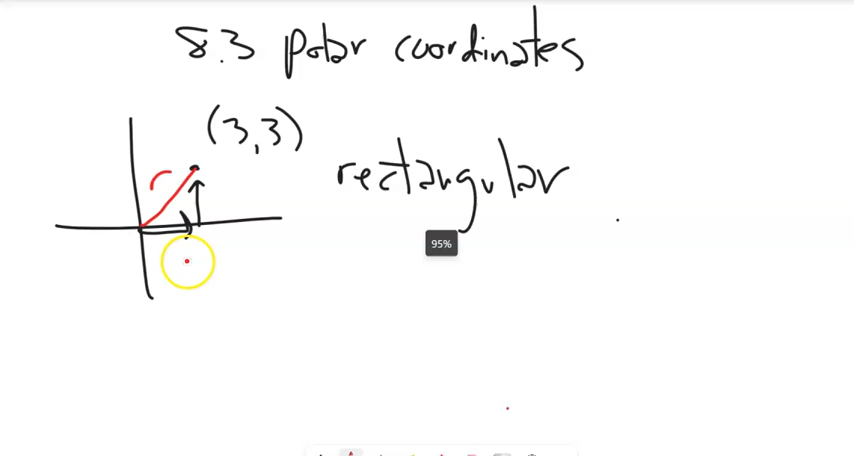 8.3 polar coordinates
(3,3)
rectangular
r
95%